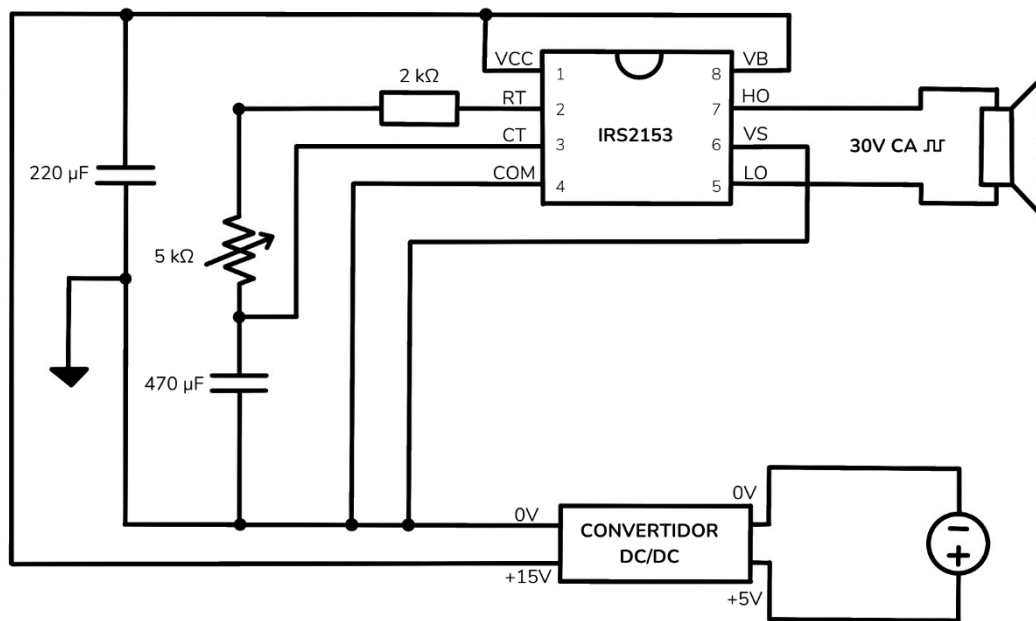 VCC
1
8
VB
2 kΩ
RT
2
7
HO
CT
3
IRS2153
6
VS
30V CA
220 µF
COM
4
5
LO
5 kΩ
470 µF
0V
0V
CONVERTIDOR
DC/DC
+15V
+5V